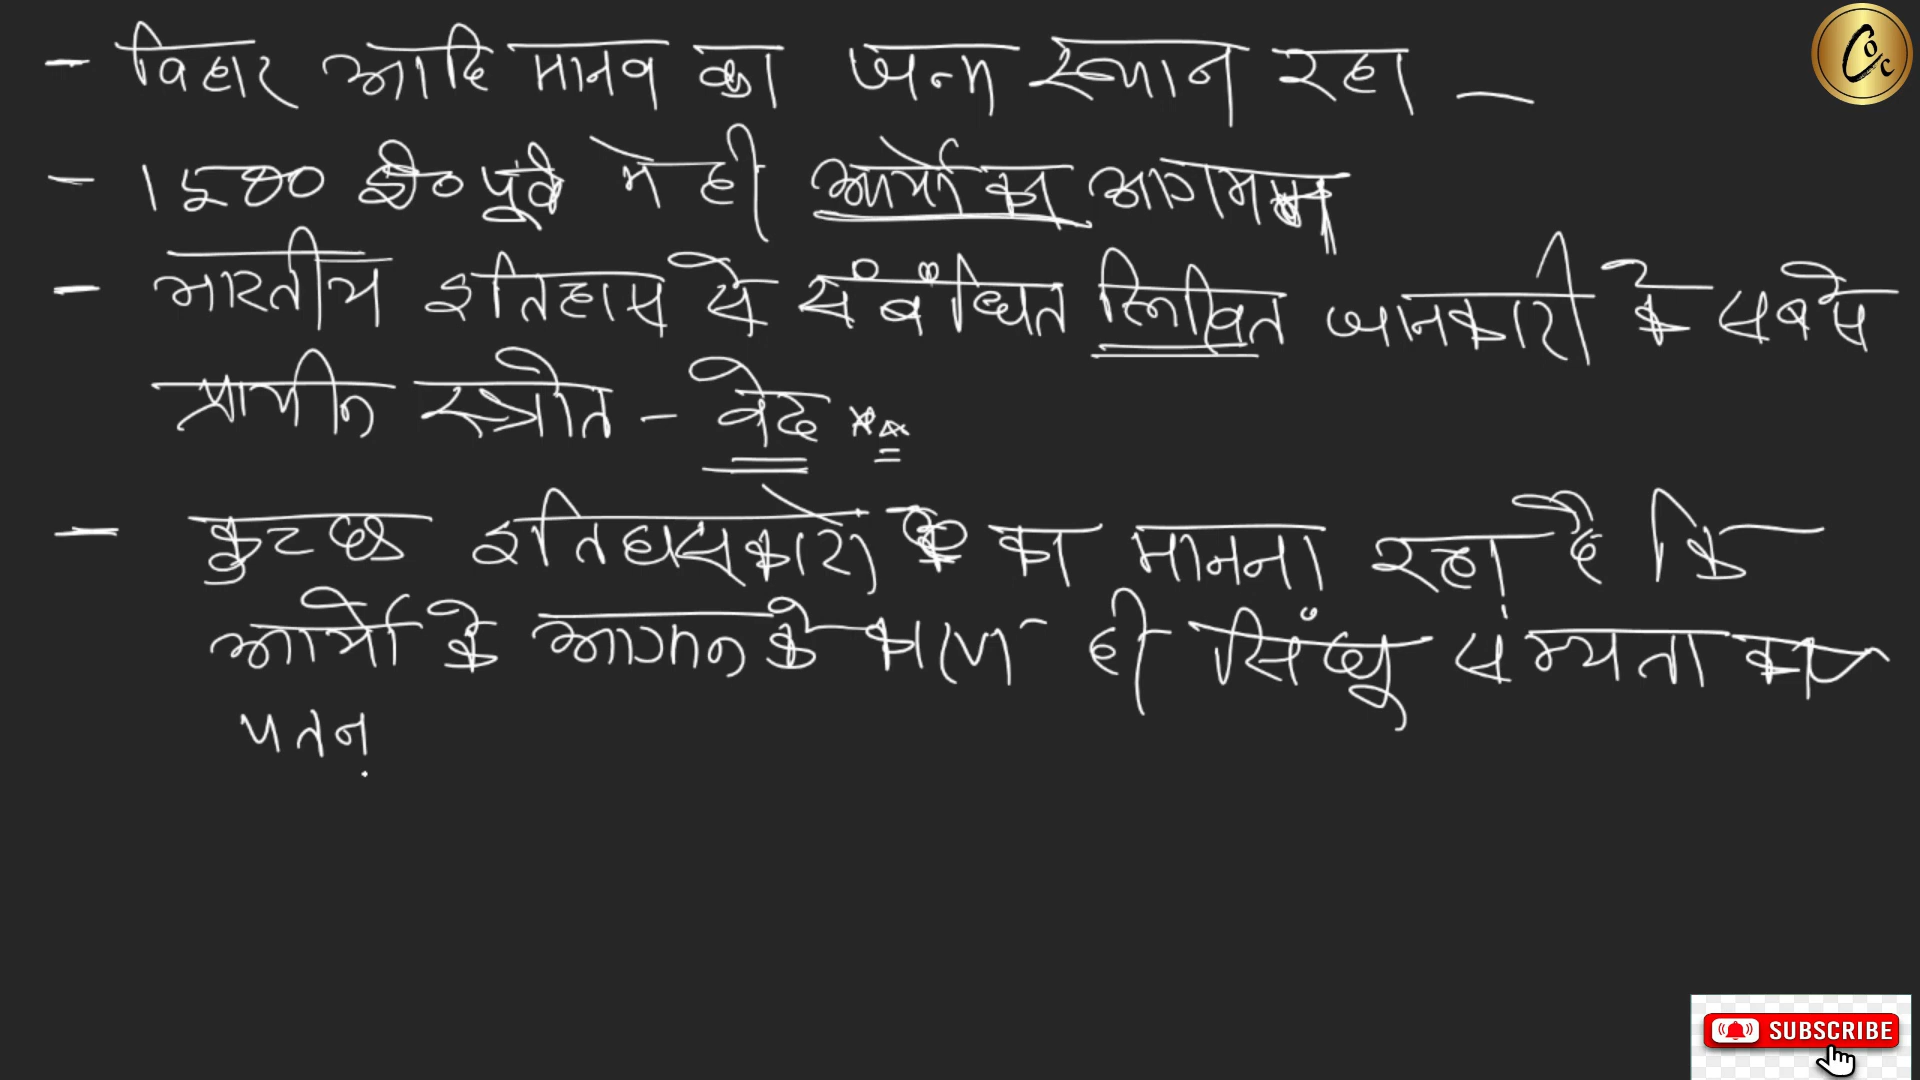 - बिहार आदि मानव का जन्म स्थान रहा -
- 1500 ई० पूर्व मे ही आर्यो का आगमन
- भारतीय इतिहास से संबंधित लिखित जानकारी के सबसे
प्राचीन स्त्रोत - वेद **
- कुछ इतिहासकारो का मानना रहा है कि
आर्यो के आगमन के कारण ही सिंधु सभ्यता का
पतन
COC
SUBSCRIBE